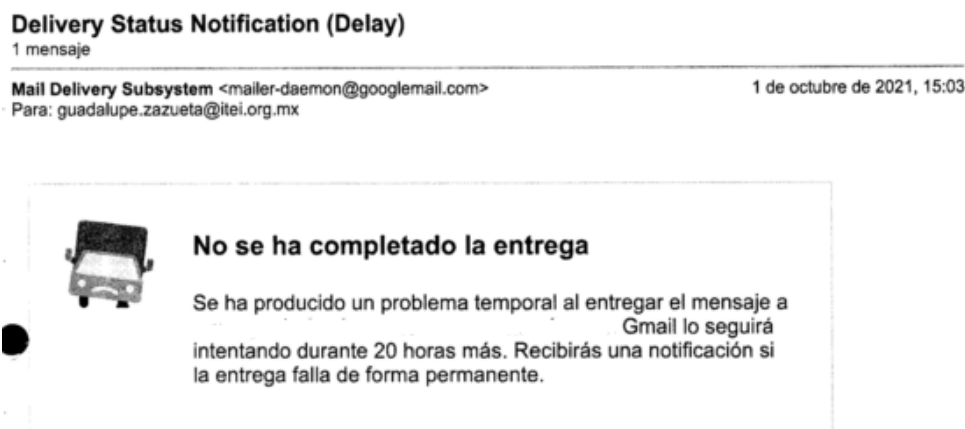 Delivery Status Notification (Delay)
1 mensaje
Mail Delivery Subsystem <mailer-daemon@googlemail.com>
1 de octubre de 2021, 15:03
Para: guadalupe.zazueta@itei.org.mx
No se ha completado la entrega
Se ha producido un problema temporal al entregar el mensaje a
Gmail lo seguirá
intentando durante 20 horas más. Recibirás una notificación si
la entrega falla de forma permanente.